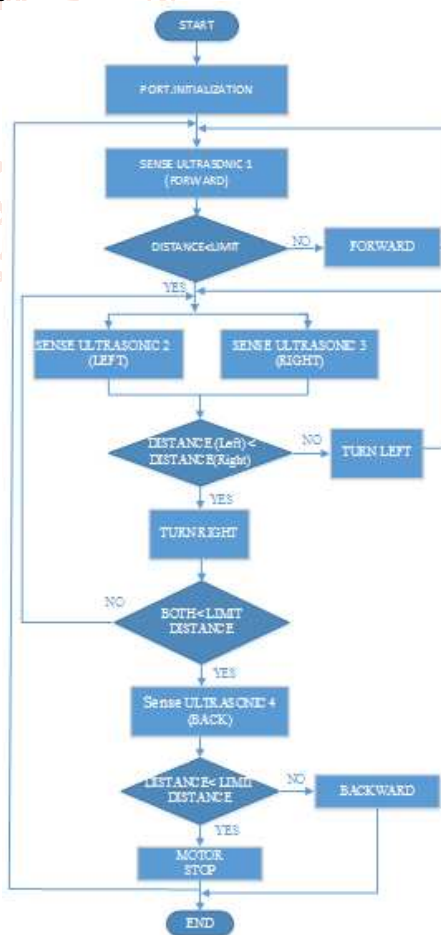 START
PORT.INITIALIZATION
SENSE ULTRASONIC 1
(FORWARD)
DISTANCE<LIMIT
NO
FORWARD
YES
SENSE ULTRASONIC 2
(LEFT)
SENSE ULTRASONIC 3
(RIGHT)
DISTANCE (Left) <
DISTANCE(Right)
NO
TURN LEFT
YES
TURN RIGHT
NO
BOTH<LIMIT
DISTANCE
YES
Sense ULTRASONIC 4
(BACK)
DISTANCE< LIMIT
DISTANCE
NO
BACKWARD
YES
MOTOR
STOP
END